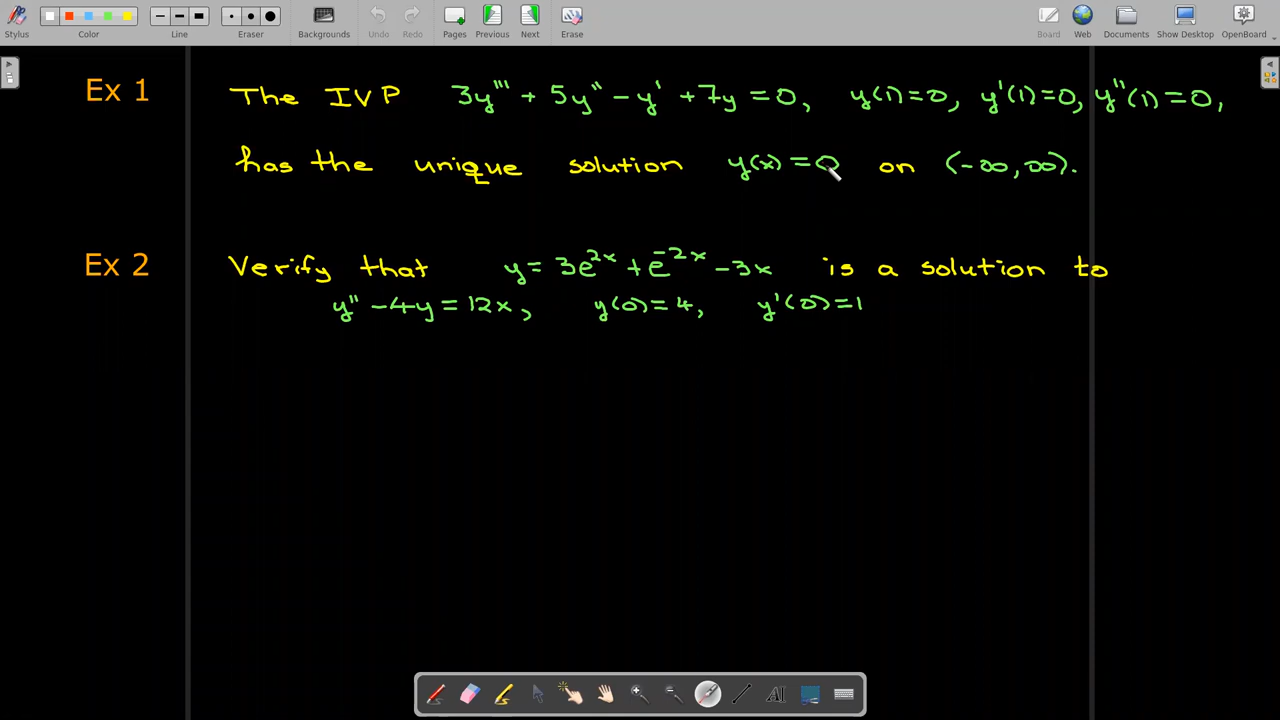 Stylus Color Line Eraser Backgrounds Undo Redo Pages Previous Next Erase Board Web Documents Show Desktop OpenBoard
Ex 1 The IVP 3y''' + 5y'' - y' + 7y = 0, y(1)=0, y'(1)=0, y''(1)=0,
has the unique solution y(x)=0 on (-∞,∞).
Ex 2 Verify that y = 3e^{2x} + e^{-2x} - 3x is a solution to
y'' - 4y = 12x, y(0)=4, y'(0)=1
AI